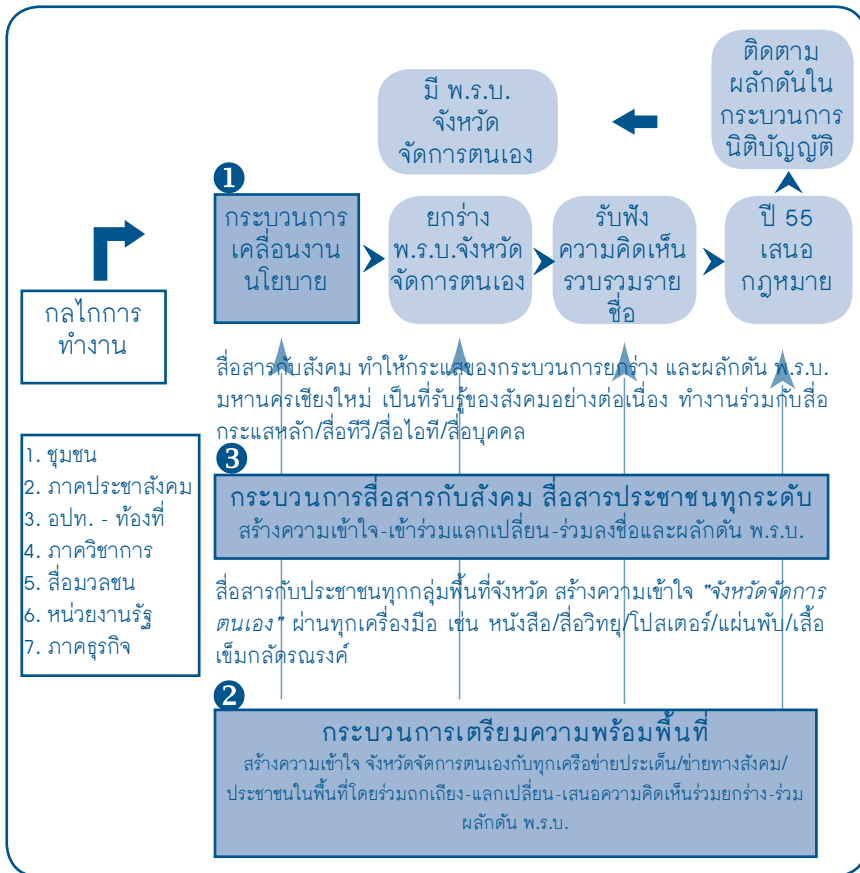 ติดตาม
ผลักดันใน
กระบวนการ
นิติบัญญัติ
มี พ.ร.บ.
จังหวัด
จัดการตนเอง
1
กระบวนการ
เคลื่อนงาน
นโยบาย
ยกร่าง
พ.ร.บ.จังหวัด
จัดการตนเอง
รับฟัง
ความคิดเห็น
รวบรวมราย
ชื่อ
ปี 55
เสนอ
กฎหมาย
กลไกการ
ทำงาน
สื่อสารกับสังคม ทำให้กระแสของกระบวนการยกร่าง และผลักดัน พ.ร.บ.
มหานครเชียงใหม่ เป็นที่รับรู้ของสังคมอย่างต่อเนื่อง ทำงานร่วมกับสื่อ
กระแสหลัก/สื่อทีวี/สื่อไอที/สื่อบุคคล
1. ชุมชน
2. ภาคประชาสังคม
3. อปท. - ท้องที่
4. ภาควิชาการ
5. สื่อมวลชน
6. หน่วยงานรัฐ
7. ภาคธุรกิจ
3
กระบวนการสื่อสารกับสังคม สื่อสารประชาชนทุกระดับ
สร้างความเข้าใจ-เข้าร่วมแลกเปลี่ยน-ร่วมลงชื่อและผลักดัน พ.ร.บ.
สื่อสารกับประชาชนทุกกลุ่มพื้นที่จังหวัด สร้างความเข้าใจ "จังหวัดจัดการ
ตนเอง" ผ่านทุกเครื่องมือ เช่น หนังสือ/สื่อวิทยุ/โปสเตอร์/แผ่นพับ/เสื้อ
เข็มกลัดรณรงค์
2
กระบวนการเตรียมความพร้อมพื้นที่
สร้างความเข้าใจ จังหวัดจัดการตนเองกับทุกเครือข่ายประเด็น/ข่ายทางสังคม/
ประชาชนในพื้นที่โดยร่วมถกเถียง-แลกเปลี่ยน-เสนอความคิดเห็นร่วมยกร่าง-ร่วม
ผลักดัน พ.ร.บ.